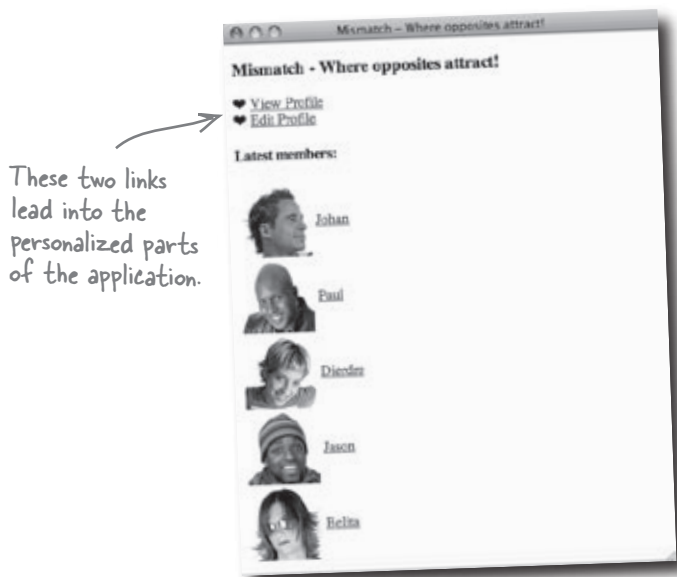 Mismatch – Where opposites attract!
Mismatch - Where opposites attract!
❤ View Profile
❤ Edit Profile
Latest members:
These two links
lead into the
personalized parts
of the application.
Johan
Paul
Dierdre
Jason
Belita